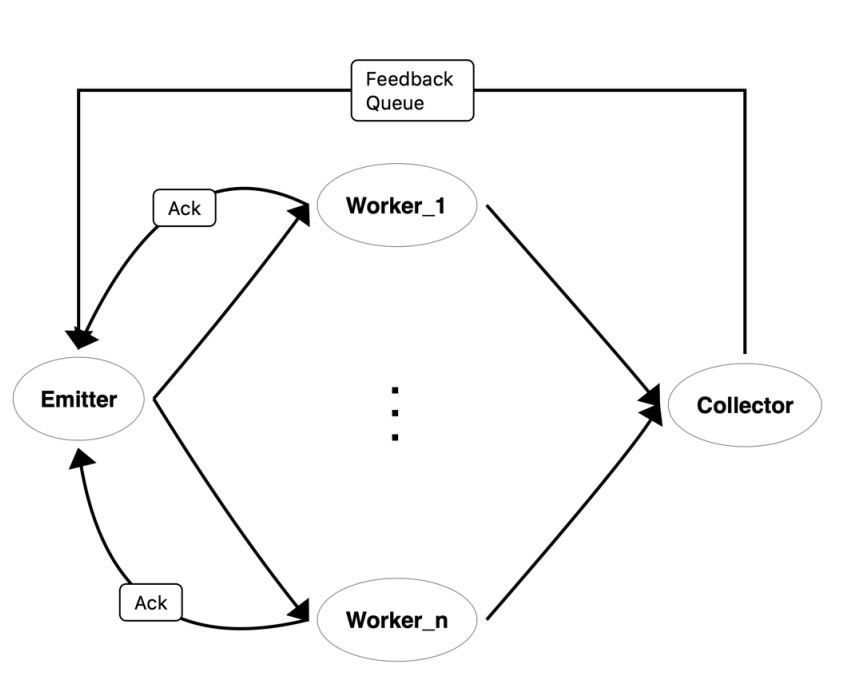 Feedback
Queue
Ack
Worker_1
Emitter
Collector
Ack
Worker_n